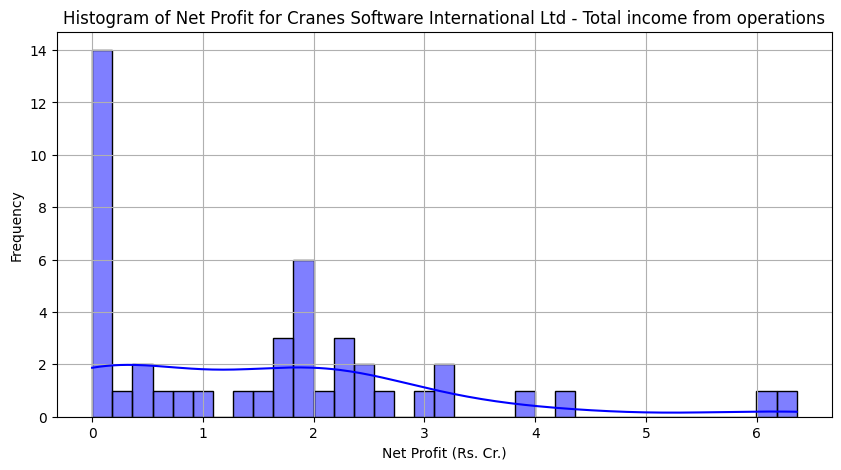 Histogram of Net Profit for Cranes Software International Ltd - Total income from operations
14
12
10
8
6
4
2
0
Frequency
0 1 2 3 4 5 6
Net Profit (Rs. Cr.)